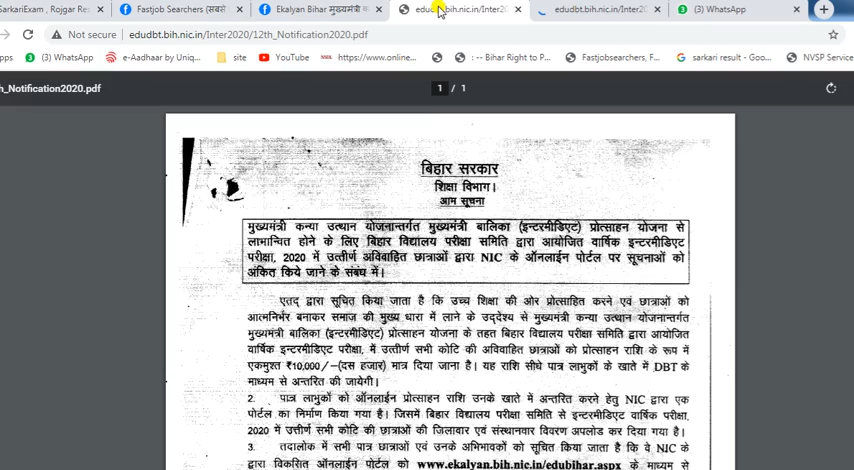 SarkariExam , Rojgar Res
Fastjob Searchers (सबसे
Ekalyan Bihar मुख्यमंत्री क
edudbt.bih.nic.in/Inter20
edudbt.bih.nic.in/Inter20
(3) WhatsApp
Not secure
edudbt.bih.nic.in/Inter2020/12th_Notification2020.pdf
(3) WhatsApp
e-Aadhaar by Uniq...
site
YouTube
https://www.online...
: -- Bihar Right to P...
Fastjobsearchers, F...
sarkari result - Goo...
NVSP Service
h_Notification2020.pdf
1 / 1
बिहार सरकार
शिक्षा विभाग।
आम सूचना
मुख्यमंत्री कन्या उत्थान योजनान्तर्गत मुख्यमंत्री बालिका (इन्टरमीडिएट) प्रोत्साहन योजना से
लाभान्वित होने के लिए बिहार विद्यालय परीक्षा समिति द्वारा आयोजित वार्षिक इन्टरमीडिएट
परीक्षा, 2020 में उत्तीर्ण अविवाहित छात्राओं द्वारा NIC के ऑनलाईन पोर्टल पर सूचनाओं को
अंकित किये जाने के संबंध में।
एतद् द्वारा सूचित किया जाता है कि उच्च शिक्षा की ओर प्रोत्साहित करने एवं छात्राओं को
आत्मनिर्भर बनाकर समाज की मुख्य धारा में लाने के उद्देश्य से मुख्यमंत्री कन्या उत्थान योजनान्तर्गत
मुख्यमंत्री बालिका (इन्टरमीडिएट) प्रोत्साहन योजना के तहत बिहार विद्यालय परीक्षा समिति द्वारा आयोजित
वार्षिक इन्टरमीडिएट परीक्षा, में उत्तीर्ण सभी कोटि की अविवाहित छात्राओं को प्रोत्साहन राशि के रूप में
एकमुश्त ₹10,000/-(दस हजार) मात्र दिया जाना है। यह राशि सीधे पात्र लाभुकों के खाते में DBT के
माध्यम से अन्तरित की जायेगी।
2. पात्र लाभुकों को ऑनलाईन प्रोत्साहन राशि उनके खाते में अन्तरित करने हेतु NIC द्वारा एक
पोर्टल का निर्माण किया गया है। जिसमें बिहार विद्यालय परीक्षा समिति से इन्टरमीडिएट वार्षिक परीक्षा,
2020 में उत्तीर्ण सभी कोटि की छात्राओं की जिलावार एवं संस्थानवार विवरण अपलोड कर दिया गया है।
3. तदालोक में सभी पात्र छात्राओं एवं उनके अभिभावकों को सूचित किया जाता है कि वे NIC के
द्वारा विकसित ऑनलाईन पोर्टल को www.ekalyan.bih.nic.in/edubihar.aspx के माध्यम से